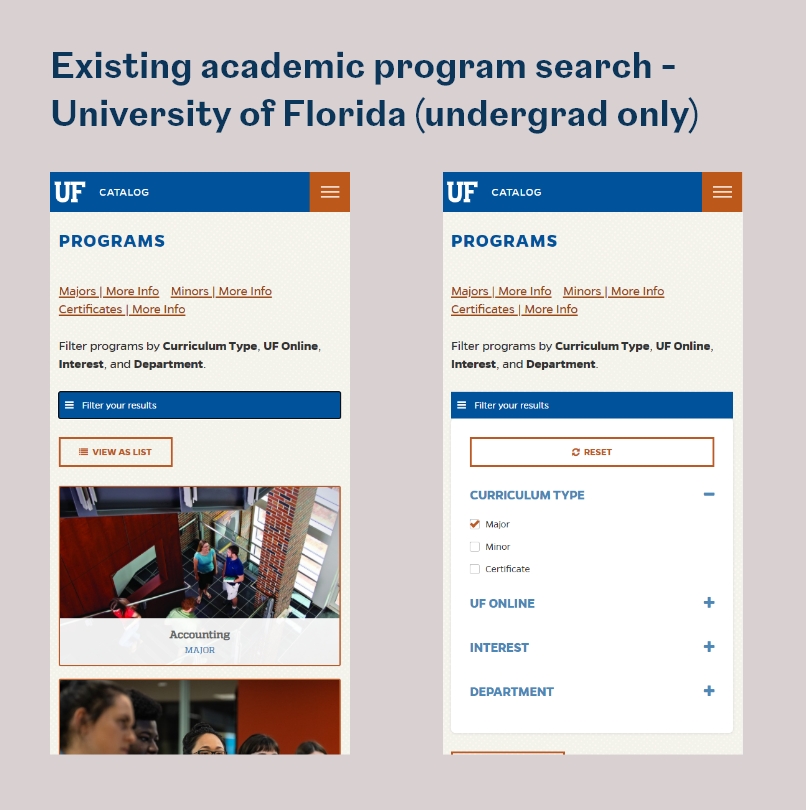 Existing academic program search -
University of Florida (undergrad only)
UF CATALOG
PROGRAMS
Majors | More Info Minors | More Info
Certificates | More Info
Filter programs by Curriculum Type, UF Online,
Interest, and Department.
Filter your results
VIEW AS LIST
Accounting
MAJOR
UF CATALOG
PROGRAMS
Majors | More Info Minors | More Info
Certificates | More Info
Filter programs by Curriculum Type, UF Online,
Interest, and Department.
Filter your results
RESET
CURRICULUM TYPE
Major
Minor
Certificate
UF ONLINE
INTEREST
DEPARTMENT